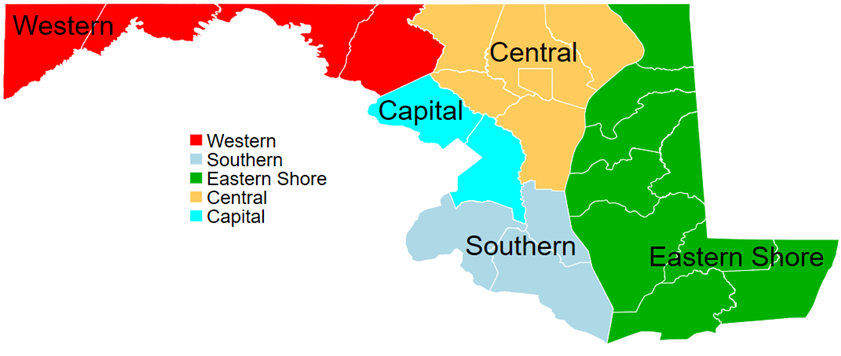 Western
Central
Capital
Western
Southern
Eastern Shore
Central
Capital
Southern
Eastern Shore